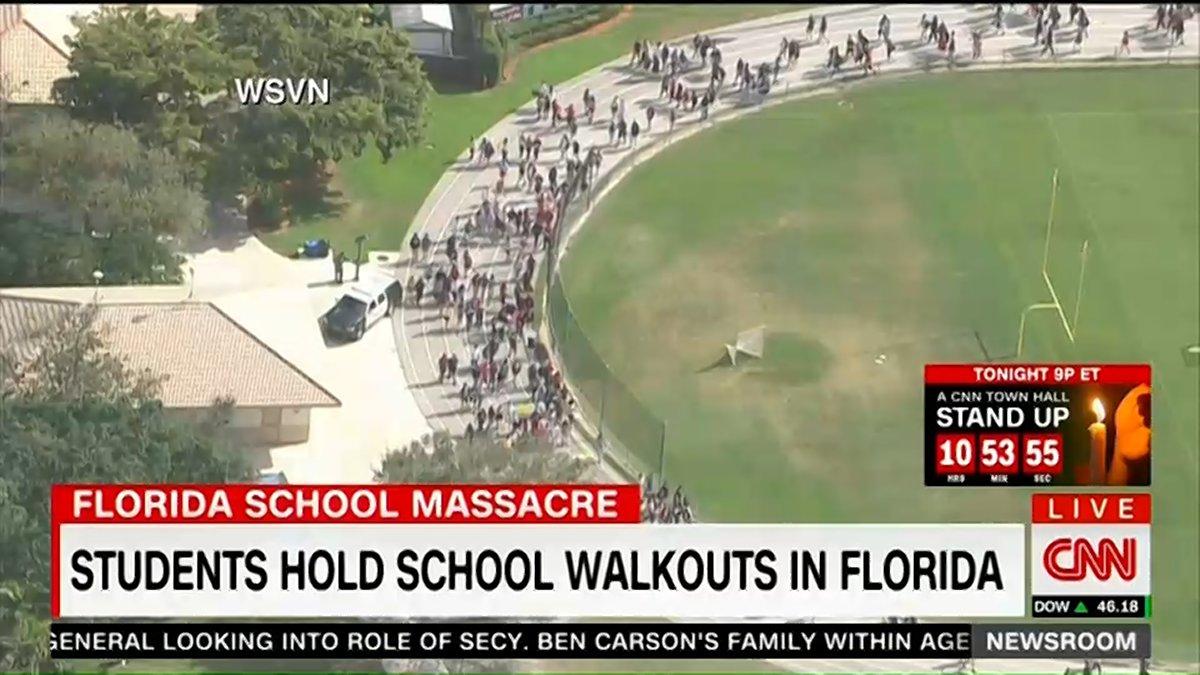 WSVN
TONIGHT 9P ET
A CNN TOWN HALL
STAND UP
10 53 55
HRS MIN SEC
FLORIDA SCHOOL MASSACRE
LIVE
STUDENTS HOLD SCHOOL WALKOUTS IN FLORIDA
CNN
DOW ▲ 46.18
GENERAL LOOKING INTO ROLE OF SECY. BEN CARSON'S FAMILY WITHIN AGE
NEWSROOM